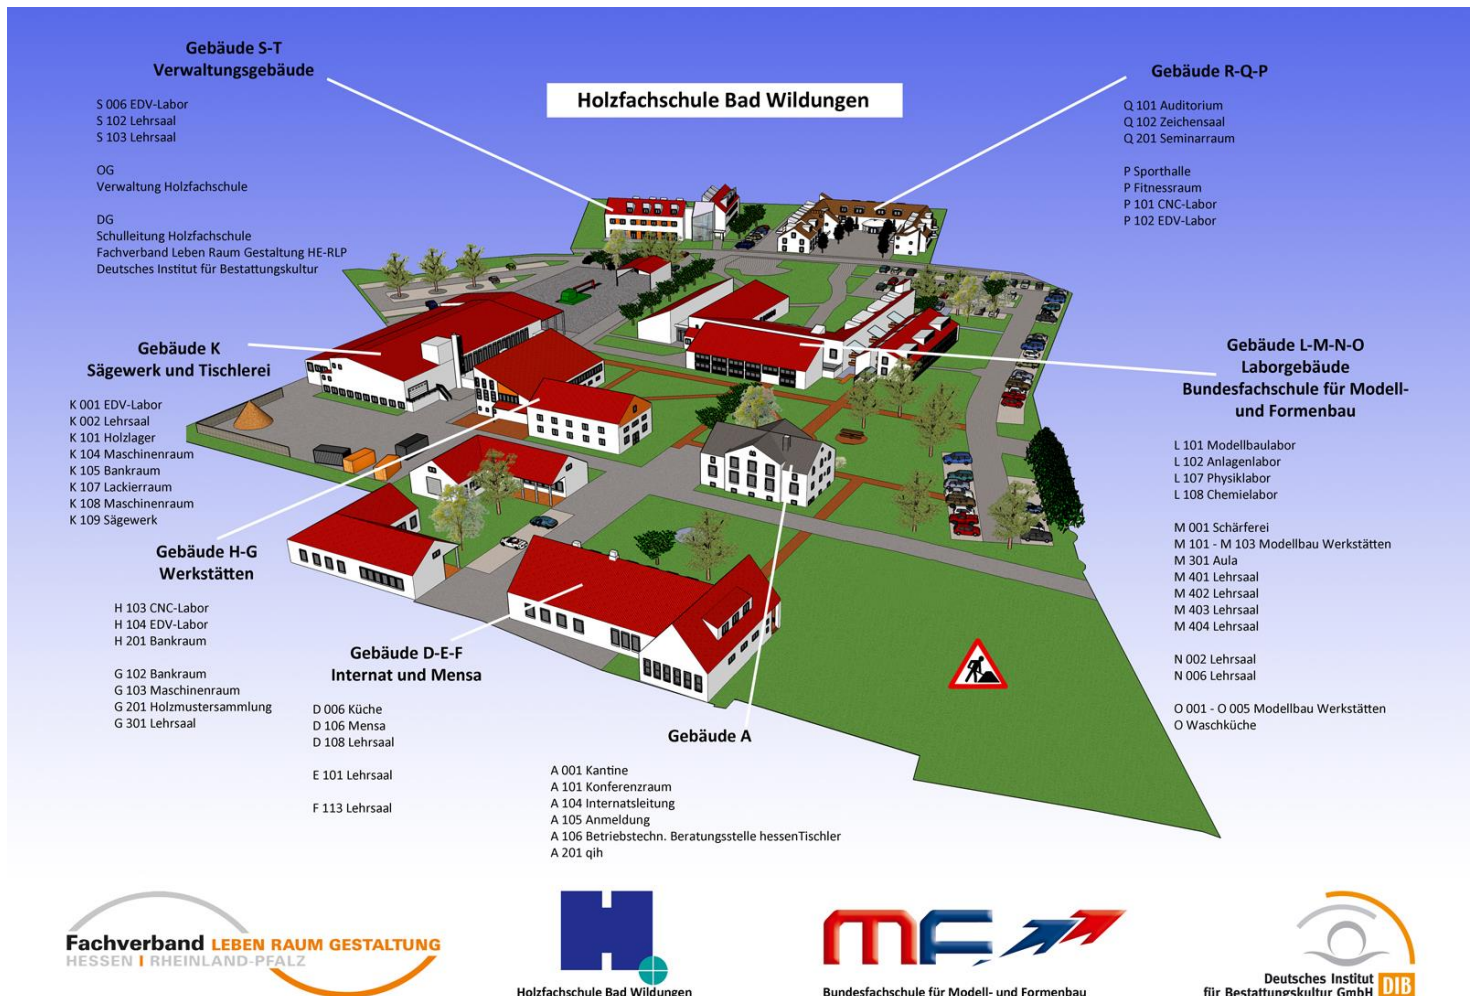 Holzfachschule Bad Wildungen
Gebäude S-T
Verwaltungsgebäude
S 006 EDV-Labor
S 102 Lehrsaal
S 103 Lehrsaal
OG
Verwaltung Holzfachschule
DG
Schulleitung Holzfachschule
Fachverband Leben Raum Gestaltung HE-RLP
Deutsches Institut für Bestattungskultur
Gebäude R-Q-P
Q 101 Auditorium
Q 102 Zeichensaal
Q 201 Seminarraum
P Sporthalle
P Fitnessraum
P 101 CNC-Labor
P 102 EDV-Labor
Gebäude K
Sägewerk und Tischlerei
K 001 EDV-Labor
K 002 Lehrsaal
K 101 Holzlager
K 104 Maschinenraum
K 105 Bankraum
K 107 Lackierraum
K 108 Maschinenraum
K 109 Sägewerk
Gebäude L-M-N-O
Laborgebäude
Bundesfachschule für Modell-
und Formenbau
L 101 Modellbaulabor
L 102 Anlagenlabor
L 107 Physiklabor
L 108 Chemielabor
M 001 Schärferei
M 101 - M 103 Modellbau Werkstätten
M 301 Aula
M 401 Lehrsaal
M 402 Lehrsaal
M 403 Lehrsaal
M 404 Lehrsaal
N 002 Lehrsaal
N 006 Lehrsaal
O 001 - O 005 Modellbau Werkstätten
O Waschküche
Gebäude H-G
Werkstätten
H 103 CNC-Labor
H 104 EDV-Labor
H 201 Bankraum
G 102 Bankraum
G 103 Maschinenraum
G 201 Holzmustersammlung
G 301 Lehrsaal
Gebäude D-E-F
Internat und Mensa
D 006 Küche
D 106 Mensa
D 108 Lehrsaal
E 101 Lehrsaal
F 113 Lehrsaal
Gebäude A
A 001 Kantine
A 101 Konferenzraum
A 104 Internatsleitung
A 105 Anmeldung
A 106 Betriebstechn. Beratungsstelle hessenTischler
A 201 qih
Fachverband LEBEN RAUM GESTALTUNG
HESSEN | RHEINLAND-PFALZ
H
Holzfachschule Bad Wildungen
MF
Bundesfachschule für Modell- und Formenbau
Deutsches Institut
für Bestattungskultur GmbH DIB